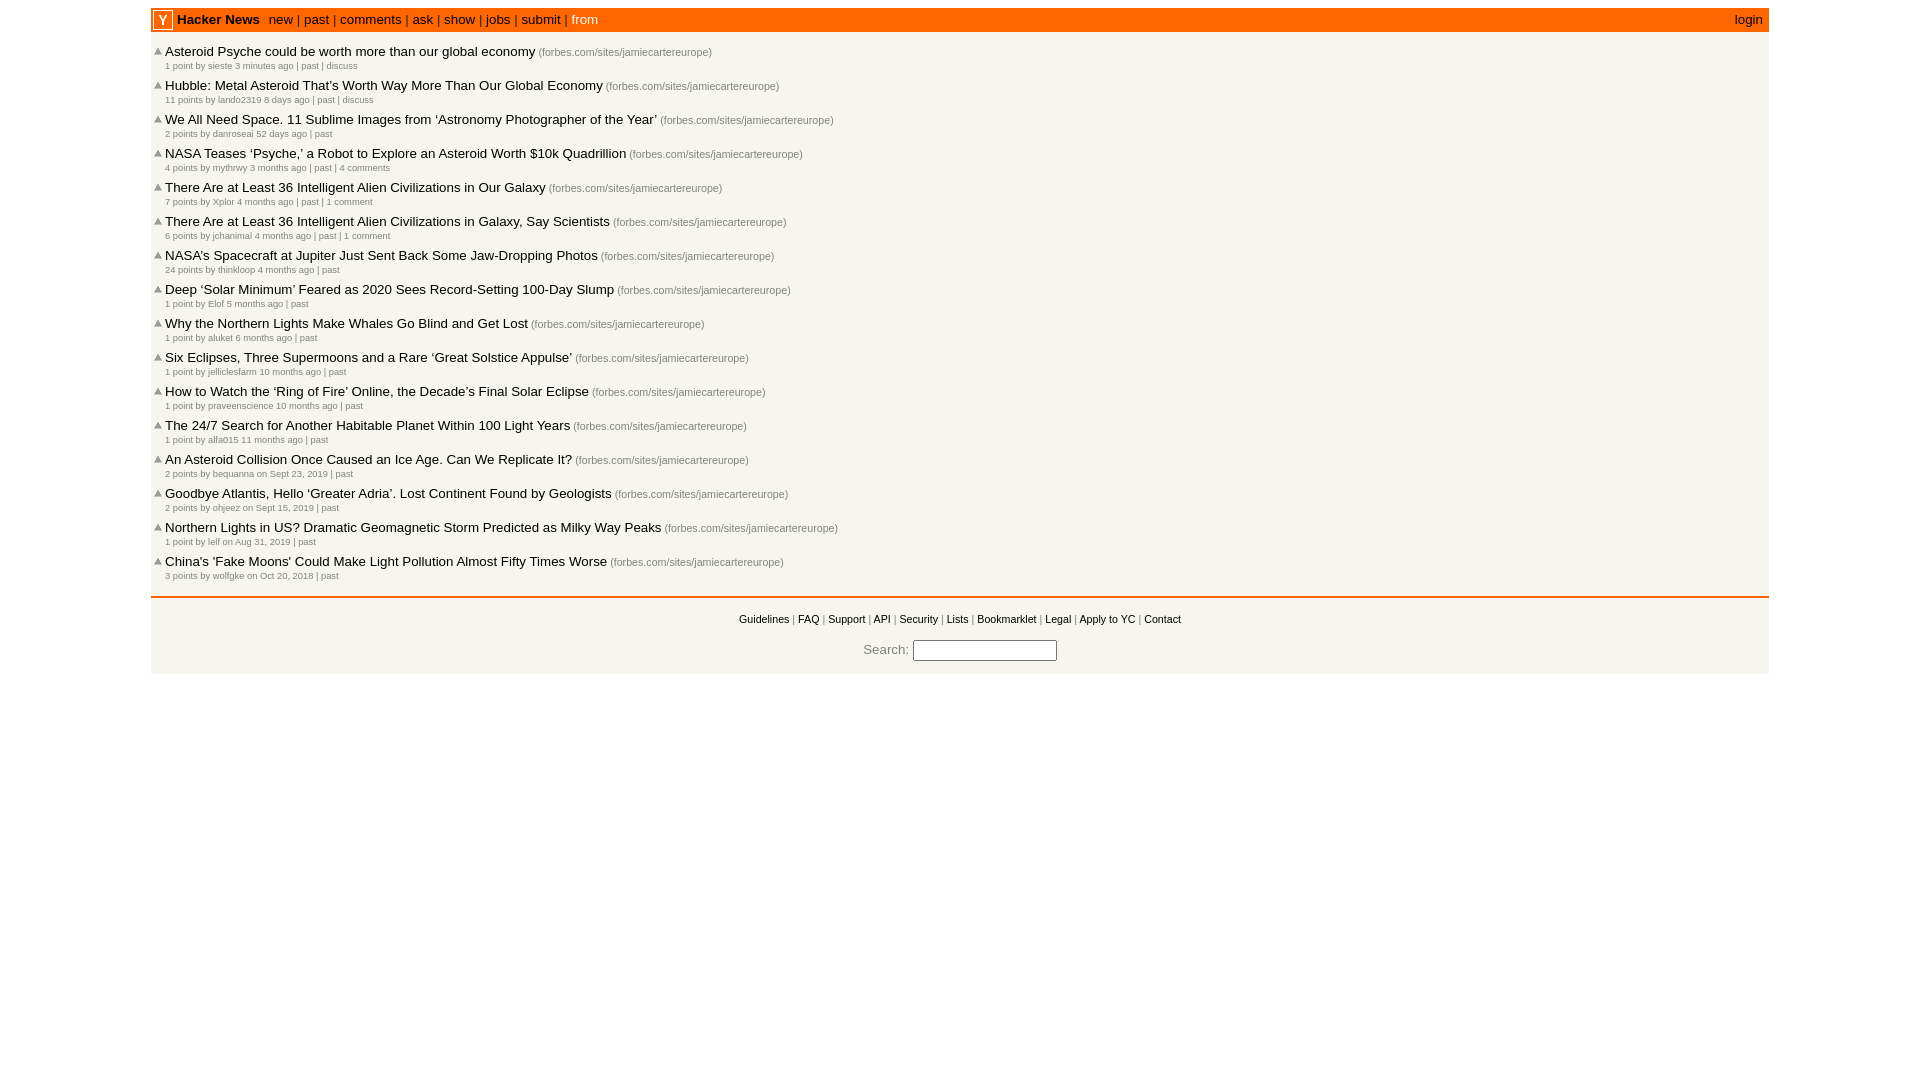 Y Hacker News new | past | comments | ask | show | jobs | submit | from login
Asteroid Psyche could be worth more than our global economy (forbes.com/sites/jamiecartereurope)
1 point by sieste 3 minutes ago | past | discuss
Hubble: Metal Asteroid That’s Worth Way More Than Our Global Economy (forbes.com/sites/jamiecartereurope)
11 points by lando2319 8 days ago | past | discuss
We All Need Space. 11 Sublime Images from ‘Astronomy Photographer of the Year’ (forbes.com/sites/jamiecartereurope)
2 points by danroseai 52 days ago | past
NASA Teases ‘Psyche,’ a Robot to Explore an Asteroid Worth $10k Quadrillion (forbes.com/sites/jamiecartereurope)
4 points by mythrwy 3 months ago | past | 4 comments
There Are at Least 36 Intelligent Alien Civilizations in Our Galaxy (forbes.com/sites/jamiecartereurope)
7 points by Xplor 4 months ago | past | 1 comment
There Are at Least 36 Intelligent Alien Civilizations in Galaxy, Say Scientists (forbes.com/sites/jamiecartereurope)
6 points by jchanimal 4 months ago | past | 1 comment
NASA’s Spacecraft at Jupiter Just Sent Back Some Jaw-Dropping Photos (forbes.com/sites/jamiecartereurope)
24 points by thinkloop 4 months ago | past
Deep ‘Solar Minimum’ Feared as 2020 Sees Record-Setting 100-Day Slump (forbes.com/sites/jamiecartereurope)
1 point by Elof 5 months ago | past
Why the Northern Lights Make Whales Go Blind and Get Lost (forbes.com/sites/jamiecartereurope)
1 point by aluket 6 months ago | past
Six Eclipses, Three Supermoons and a Rare ‘Great Solstice Appulse’ (forbes.com/sites/jamiecartereurope)
1 point by jelliclesfarm 10 months ago | past
How to Watch the ‘Ring of Fire’ Online, the Decade’s Final Solar Eclipse (forbes.com/sites/jamiecartereurope)
1 point by praveenscience 10 months ago | past
The 24/7 Search for Another Habitable Planet Within 100 Light Years (forbes.com/sites/jamiecartereurope)
1 point by alfa015 11 months ago | past
An Asteroid Collision Once Caused an Ice Age. Can We Replicate It? (forbes.com/sites/jamiecartereurope)
2 points by bequanna on Sept 23, 2019 | past
Goodbye Atlantis, Hello ‘Greater Adria’. Lost Continent Found by Geologists (forbes.com/sites/jamiecartereurope)
2 points by ohjeez on Sept 15, 2019 | past
Northern Lights in US? Dramatic Geomagnetic Storm Predicted as Milky Way Peaks (forbes.com/sites/jamiecartereurope)
1 point by lelf on Aug 31, 2019 | past
China's 'Fake Moons' Could Make Light Pollution Almost Fifty Times Worse (forbes.com/sites/jamiecartereurope)
3 points by wolfgke on Oct 20, 2018 | past
Guidelines | FAQ | Support | API | Security | Lists | Bookmarklet | Legal | Apply to YC | Contact
Search: